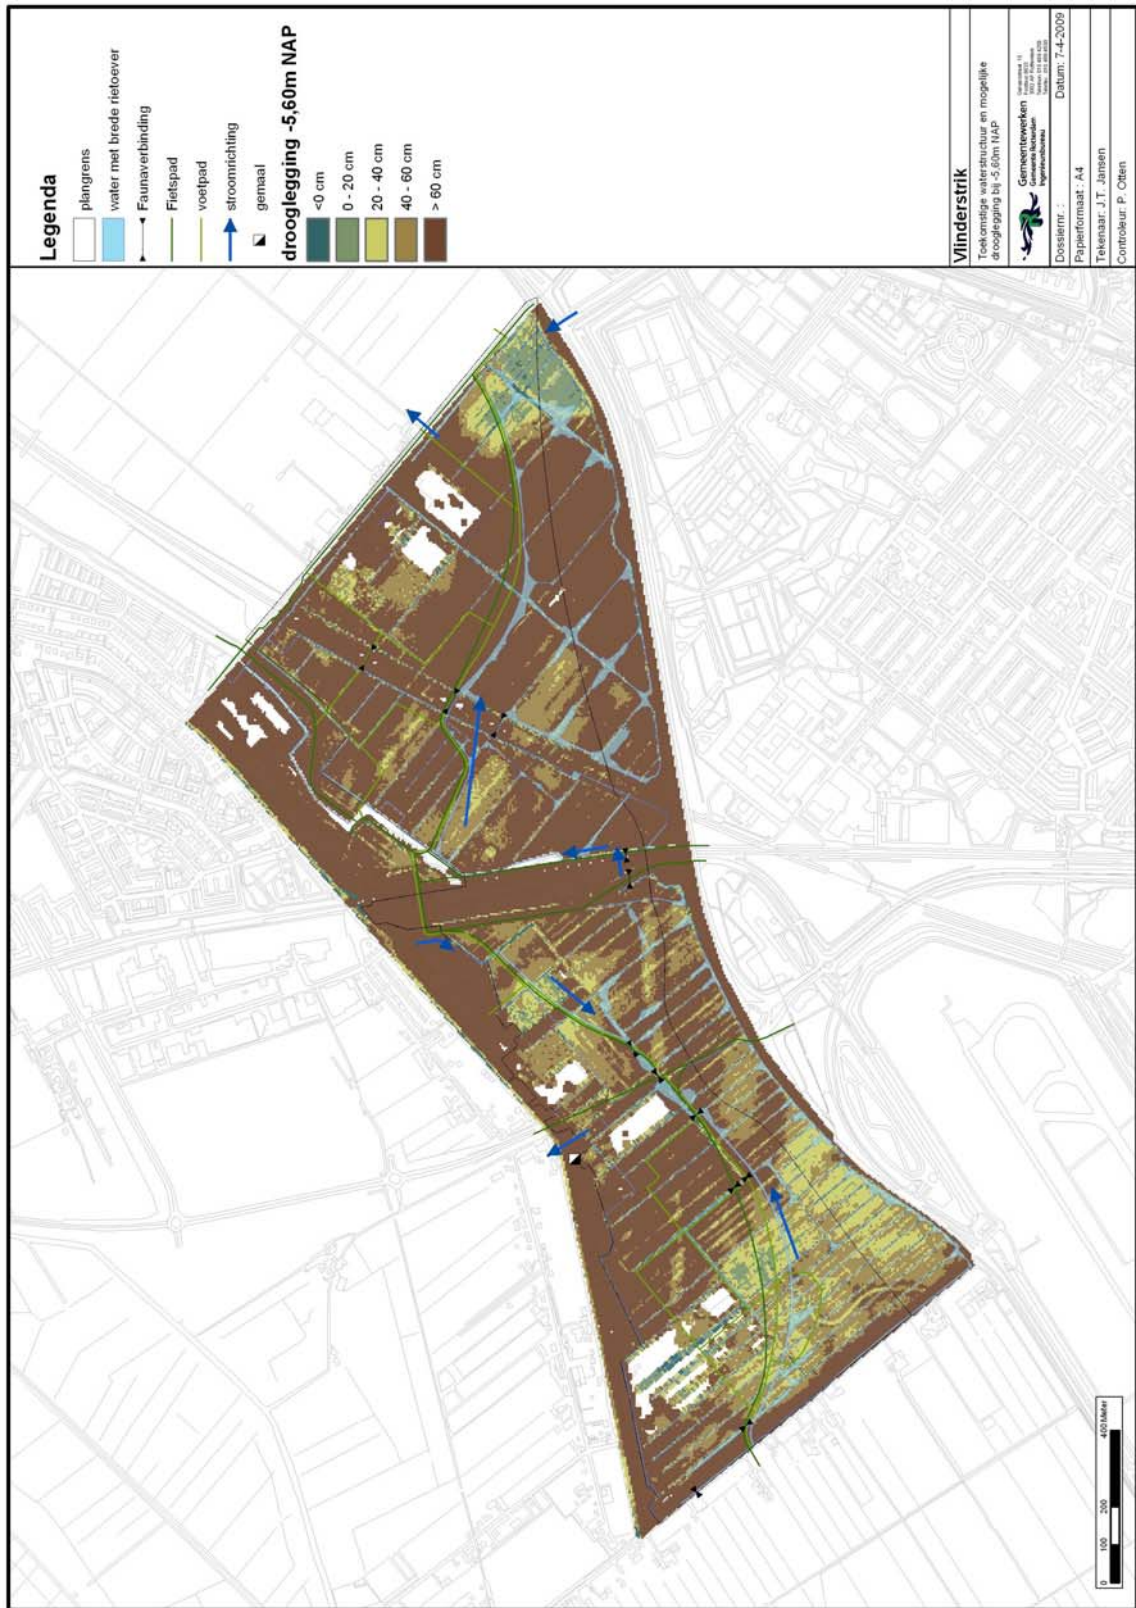 Legenda
plangrens
water met brede rietoever
Faunaverbinding
Fietspad
voetpad
stroomrichting
gemaal
drooglegging -5,60m NAP
<0 cm
0 - 20 cm
20 - 40 cm
40 - 60 cm
> 60 cm
Vlinderstrik
Toekomstige waterstructuur en mogelijke
drooglegging bij -5,60m NAP
Gemeentewerken
Gemeente Rotterdam
Ingenieursbureau
Dossiernr. :
Datum: 7-4-2009
Papierformaat : A4
Tekenaar: J.T. Jansen
Controleur: P. Otten
0 100 200 400 Meter